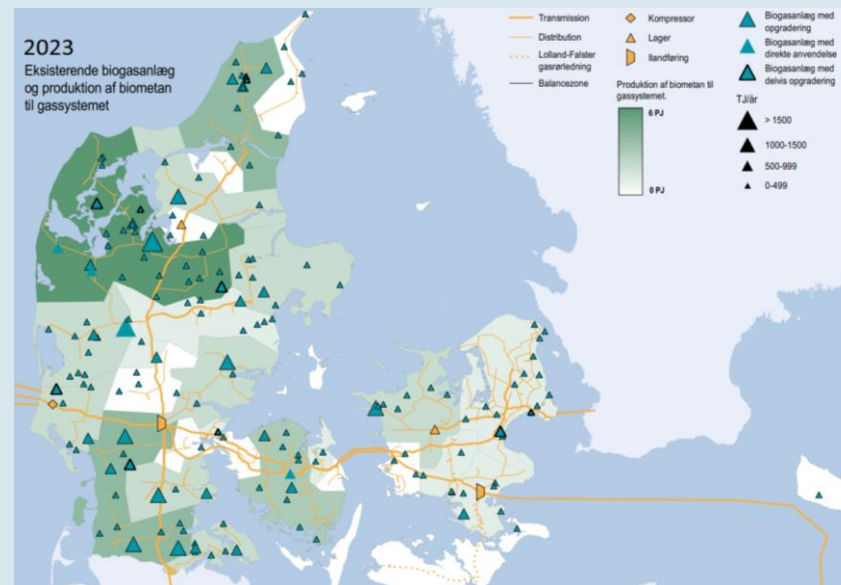 2023
Eksisterende biogasanlæg
og produktion af biometan
til gassystemet
Transmission
Distribution
Lolland-Falster
gasrørledning
Balancezone
Kompressor
Lager
Ilandføring
Produktion af biometan til
gassystemet.
6 PJ
0 PJ
Biogasanlæg med
opgradering
Biogasanlæg med
direkte anvendelse
Biogasanlæg med
delvis opgradering
TJ/år
> 1500
1000-1500
500-999
0-499